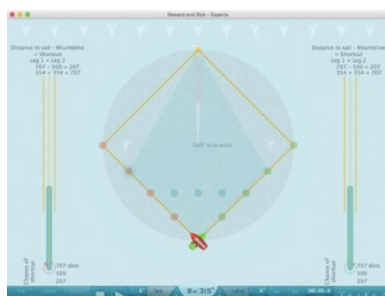 Reward and Risk - Expedia
Distance to sail - Rhumbline
= Shortcut
Leg 1 + Leg 2
707 - 500 = 207
354 + 354 = 707
Chance of
shortcut
707 dots
500
207
000° true wind
Distance to sail - Rhumbline
= Shortcut
Leg 1 + Leg 2
707 - 500 = 207
354 + 354 = 707
Chance of
shortcut
707 dots
500
207
315°